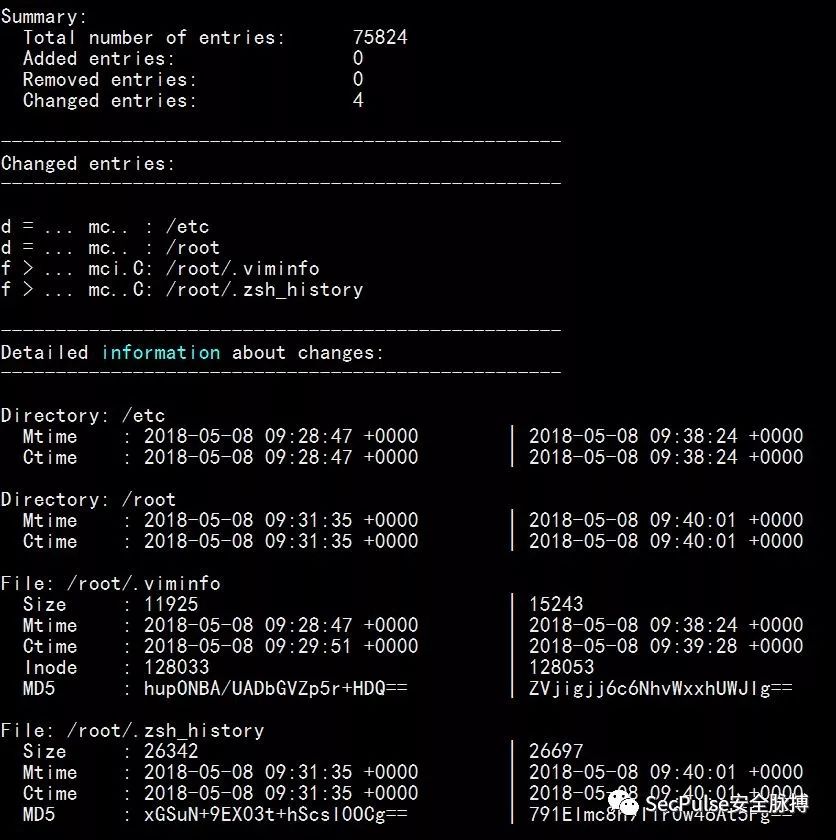 Summary:
Total number of entries: 75824
Added entries: 0
Removed entries: 0
Changed entries: 4
---------------------------------------------------
Changed entries:
---------------------------------------------------
d = ... mc.. : /etc
d = ... mc.. : /root
f > ... mci.C: /root/.viminfo
f > ... mc..C: /root/.zsh_history
---------------------------------------------------
Detailed information about changes:
---------------------------------------------------
Directory: /etc
Mtime : 2018-05-08 09:28:47 +0000 | 2018-05-08 09:38:24 +0000
Ctime : 2018-05-08 09:28:47 +0000 | 2018-05-08 09:38:24 +0000
Directory: /root
Mtime : 2018-05-08 09:31:35 +0000 | 2018-05-08 09:40:01 +0000
Ctime : 2018-05-08 09:31:35 +0000 | 2018-05-08 09:40:01 +0000
File: /root/.viminfo
Size : 11925 | 15243
Mtime : 2018-05-08 09:28:47 +0000 | 2018-05-08 09:38:24 +0000
Ctime : 2018-05-08 09:29:51 +0000 | 2018-05-08 09:39:28 +0000
Inode : 128033 | 128053
MD5 : hupONBA/UADbGVZp5r+HDQ== | ZVjigjj6c6NhvWxxhUWJIg==
File: /root/.zsh_history
Size : 26342 | 26697
Mtime : 2018-05-08 09:31:35 +0000 | 2018-05-08 09:40:01 +0000
Ctime : 2018-05-08 09:31:35 +0000 | 2018-05-08 09:40:01 +0000
MD5 : xGSuN+9EX03t+hScsl00Cg== |
SecPulse安全脉搏